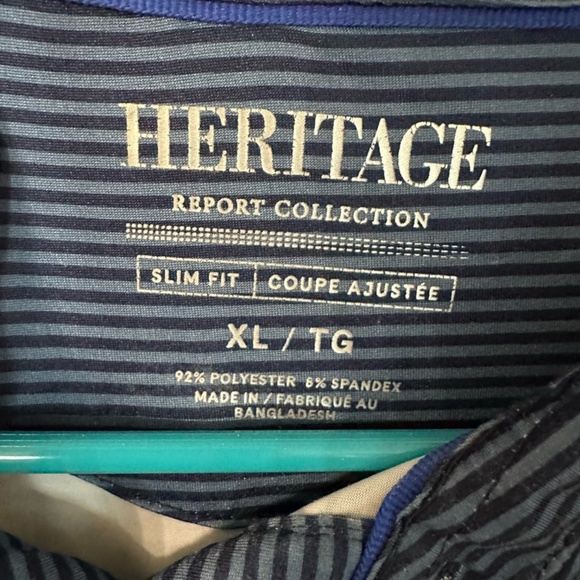 HERITAGE
REPORT COLLECTION
SLIM FIT | COUPE AJUSTÉE
XL / TG
92% POLYESTER 8% SPANDEX
MADE IN / FABRIQUÉ AU
BANGLADESH